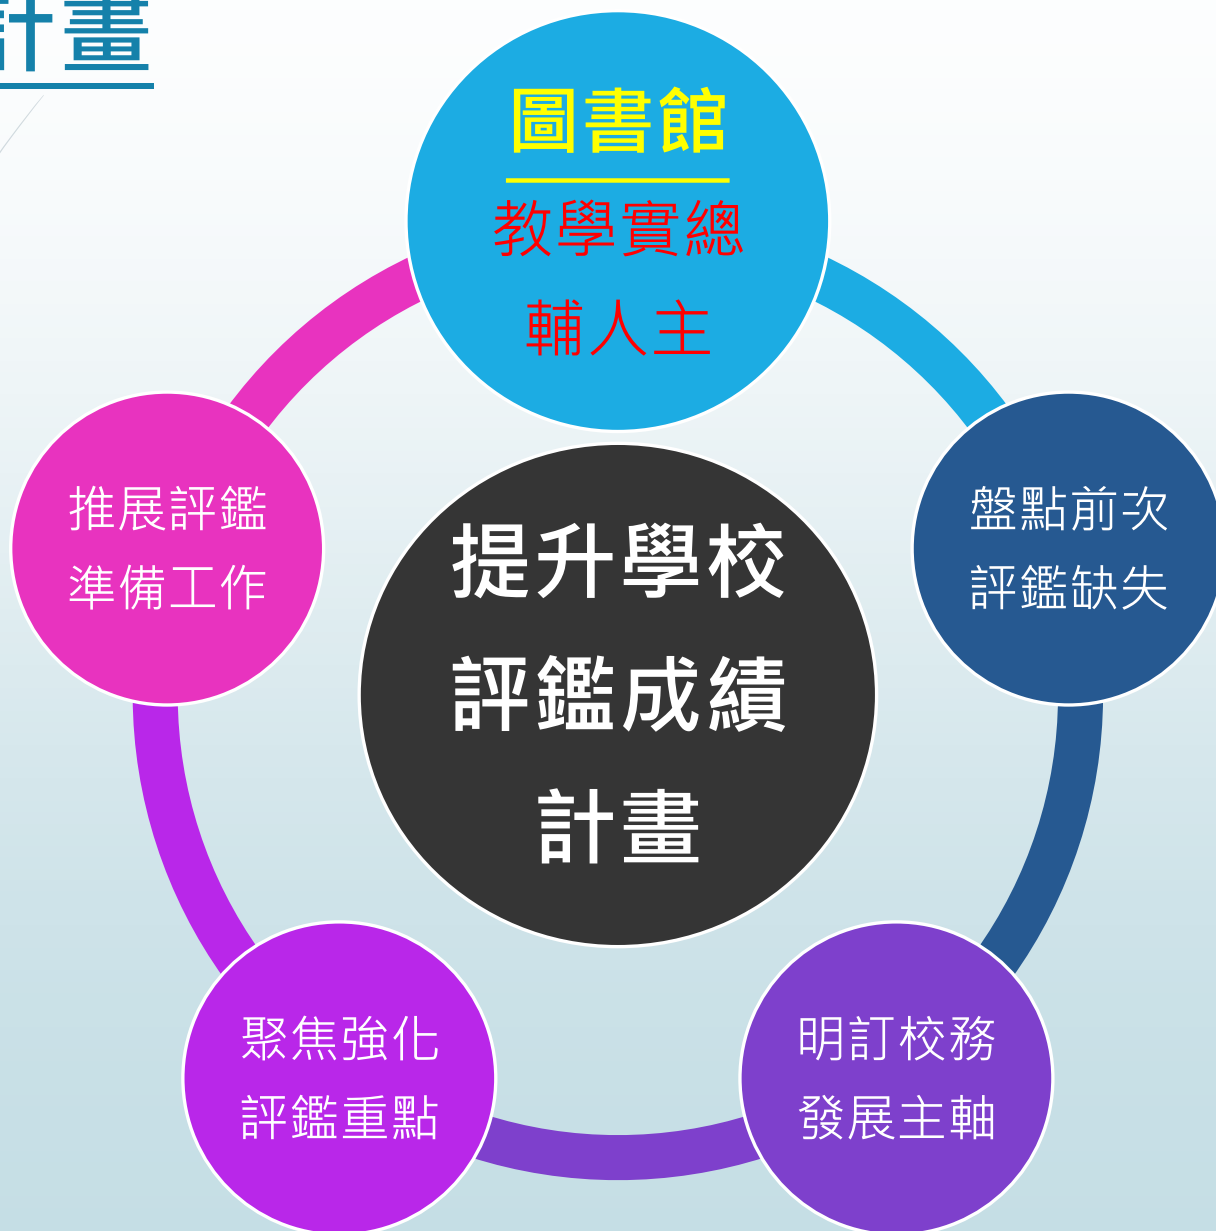 計畫
圖書館
教學實總
輔人主
推展評鑑
準備工作
盤點前次
評鑑缺失
提升學校
評鑑成績
計畫
聚焦強化
評鑑重點
明訂校務
發展主軸